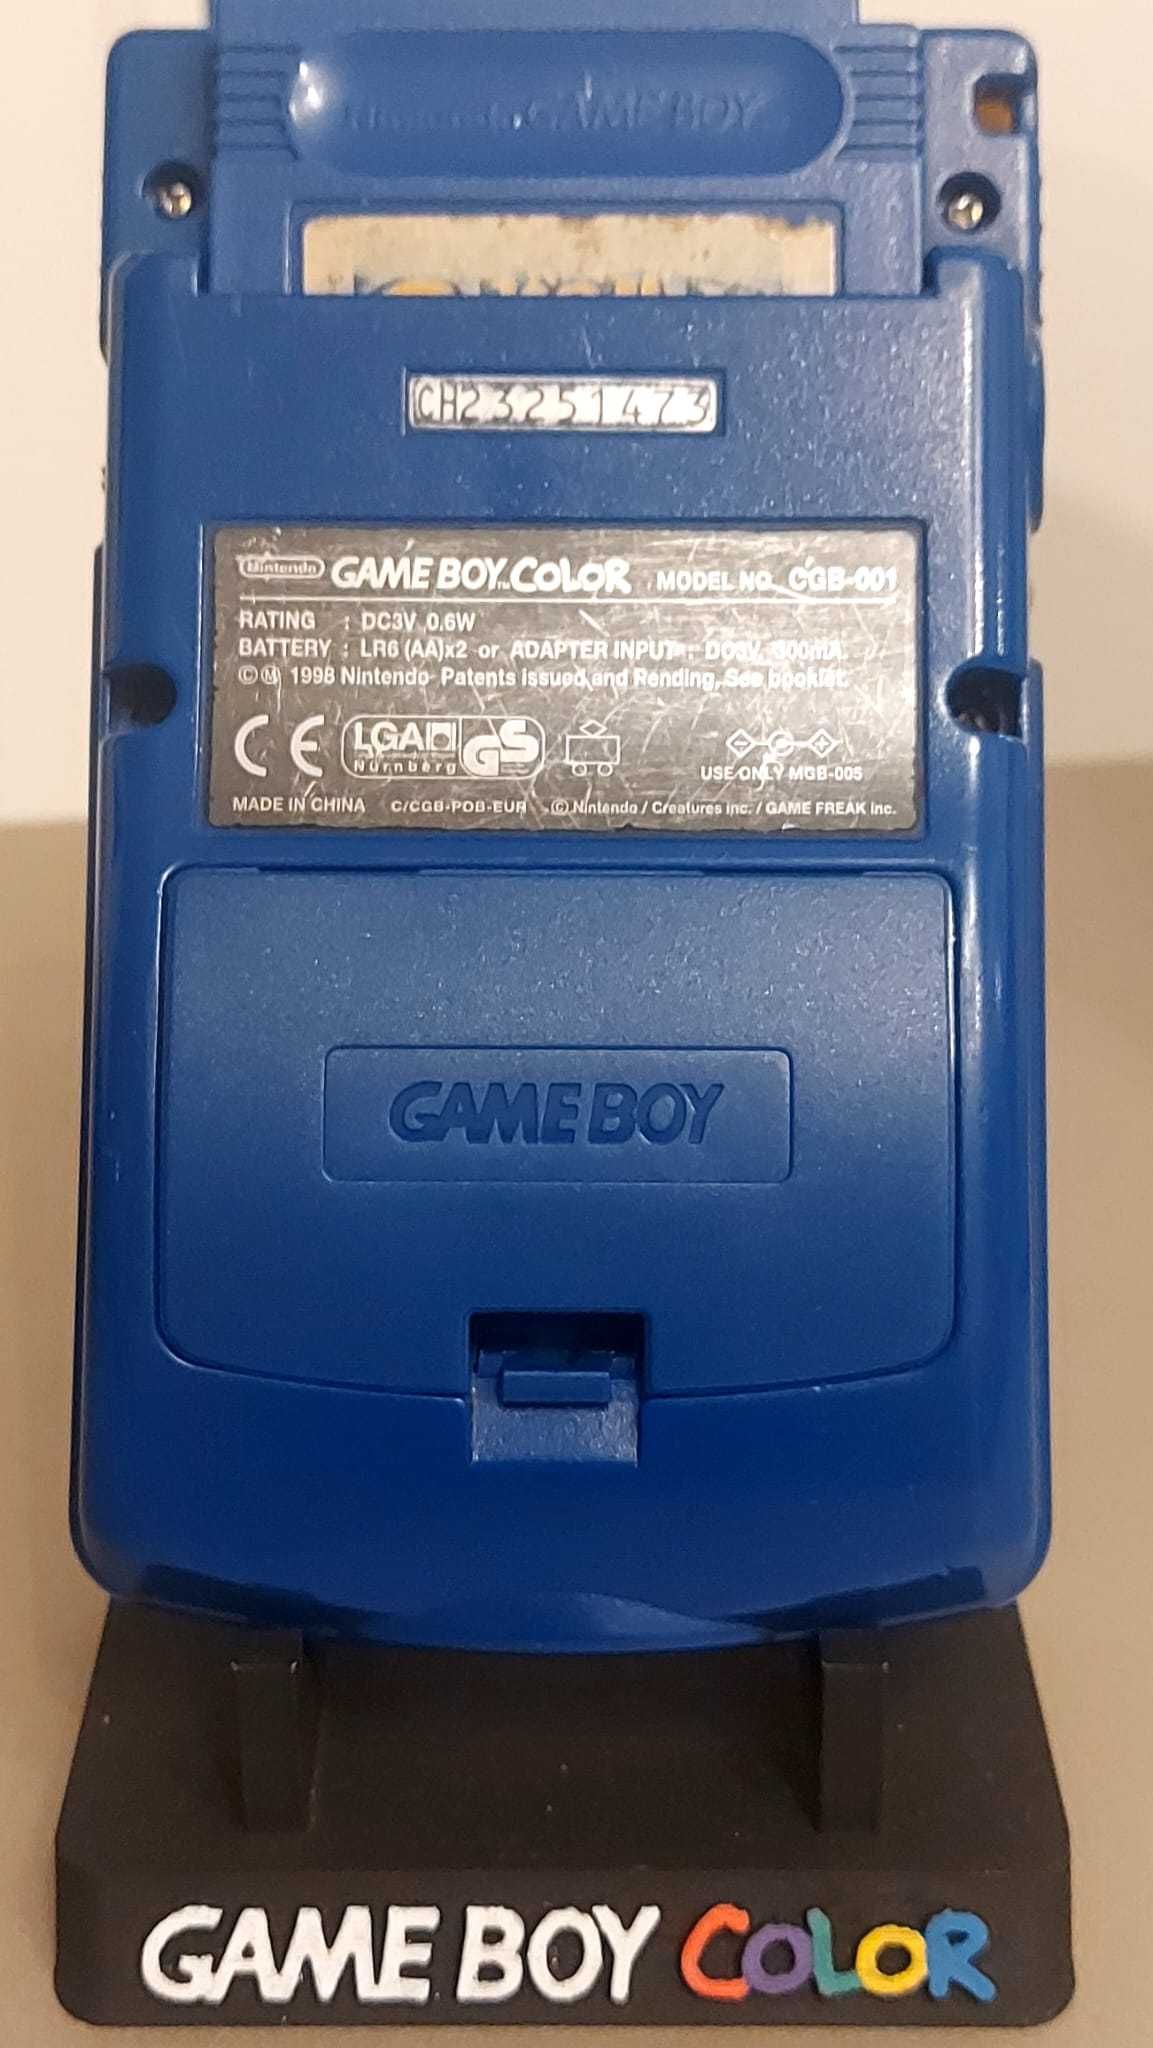 Nintendo GAME BOY
CH23251473
Nintendo GAME BOY COLOR MODEL NO. CGB-001
RATING : DC3V 0.6W
BATTERY : LR6 (AA)x2 or ADAPTER INPUT : DC3V, 300mA
©Ⓜ 1998 Nintendo Patents issued and Pending, See booklet.
CE LGA GS
Nürnberg
USE ONLY MGB-005
MADE IN CHINA C/CGB-POB-EUR © Nintendo / Creatures inc. / GAME FREAK inc.
GAME BOY
GAME BOY COLOR